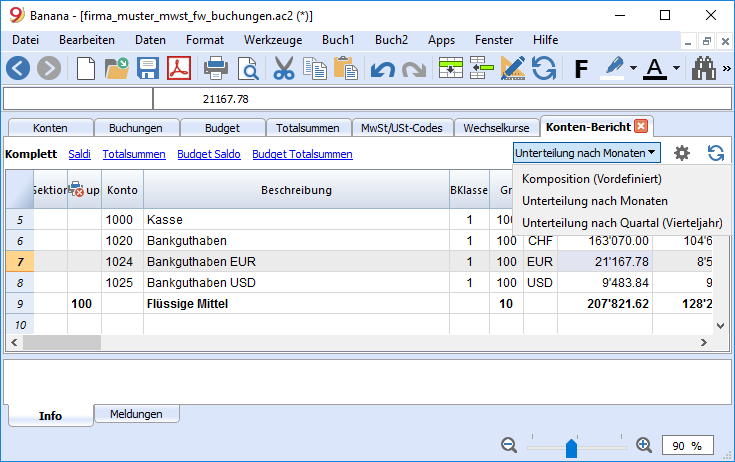 Banana - [firma_muster_mwst_fw_buchungen.ac2 (*)]
Datei Bearbeiten Daten Format Werkzeuge Buch1 Buch2 Apps Fenster Hilfe
F A »
21167.78
Konten Buchungen Budget Totalsummen MwSt/USt-Codes Wechselkurse Konten-Bericht
Komplett Saldi Totalsummen Budget Saldo Budget Totalsummen Unterteilung nach Monaten
Komposition (Vordefiniert)
Unterteilung nach Monaten
Unterteilung nach Quartal (Vierteljahr)
Sektion up Konto Beschreibung BKlasse Gr
5 1000 Kasse 1 100
6 1020 Bankguthaben 1 100 CHF 163'070.00 104'6
7 1024 Bankguthaben EUR 1 100 EUR 21'167.78 8'5
8 1025 Bankguthaben USD 1 100 USD 9'483.84 9
9 100 Flüssige Mittel 10 207'821.62 128'2
10
Info Meldungen
90 %